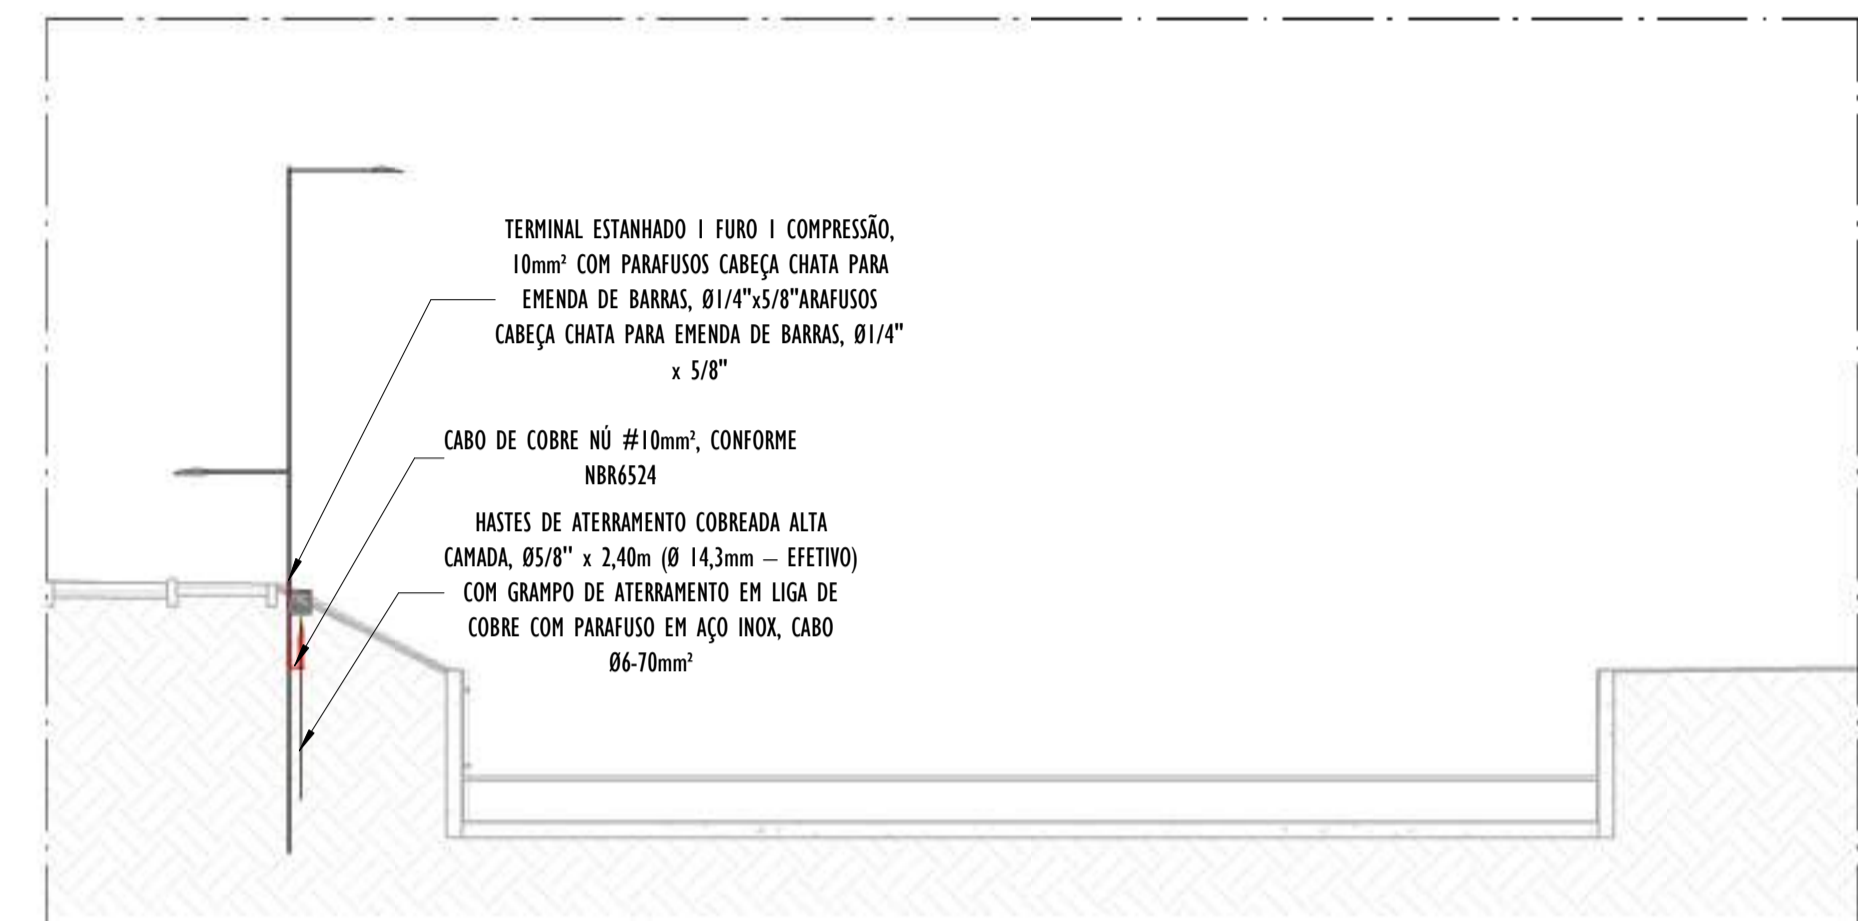 TERMINAL ESTANHADO 1 FURO 1 COMPRESSÃO,
10mm² COM PARAFUSOS CABEÇA CHATA PARA
EMENDA DE BARRAS, Ø1/4"x5/8"ARAFUSOS
CABEÇA CHATA PARA EMENDA DE BARRAS, Ø1/4"
x 5/8"
CABO DE COBRE NÚ #10mm², CONFORME
NBR6524
HASTES DE ATERRAMENTO COBREADA ALTA
CAMADA, Ø5/8" x 2,40m (Ø 14,3mm – EFETIVO)
COM GRAMPO DE ATERRAMENTO EM LIGA DE
COBRE COM PARAFUSO EM AÇO INOX, CABO
Ø6-70mm²